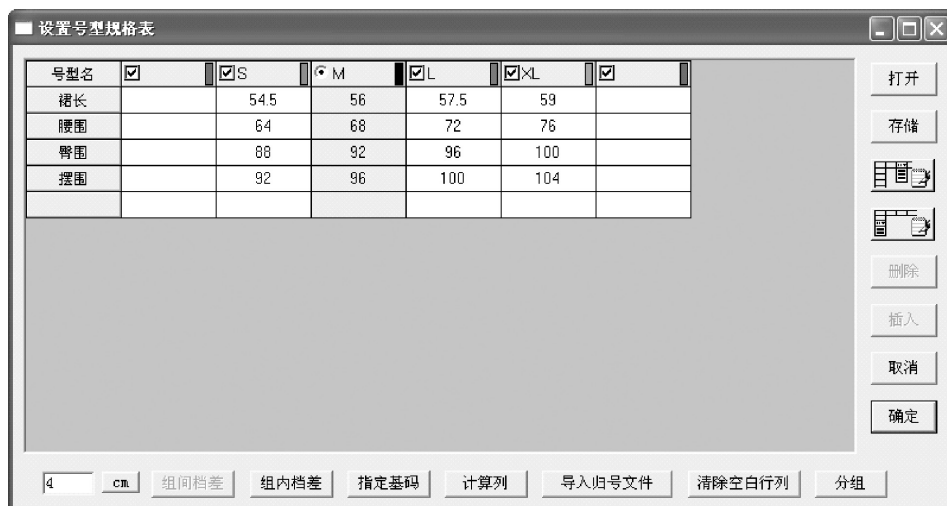 设置号型规格表
号型名 S M L XL
裙长 54.5 56 57.5 59
腰围 64 68 72 76
臀围 88 92 96 100
摆围 92 96 100 104
打开
存储
删除
插入
取消
确定
4 cm 组间档差 组内档差 指定基码 计算列 导入归号文件 清除空白行列 分组